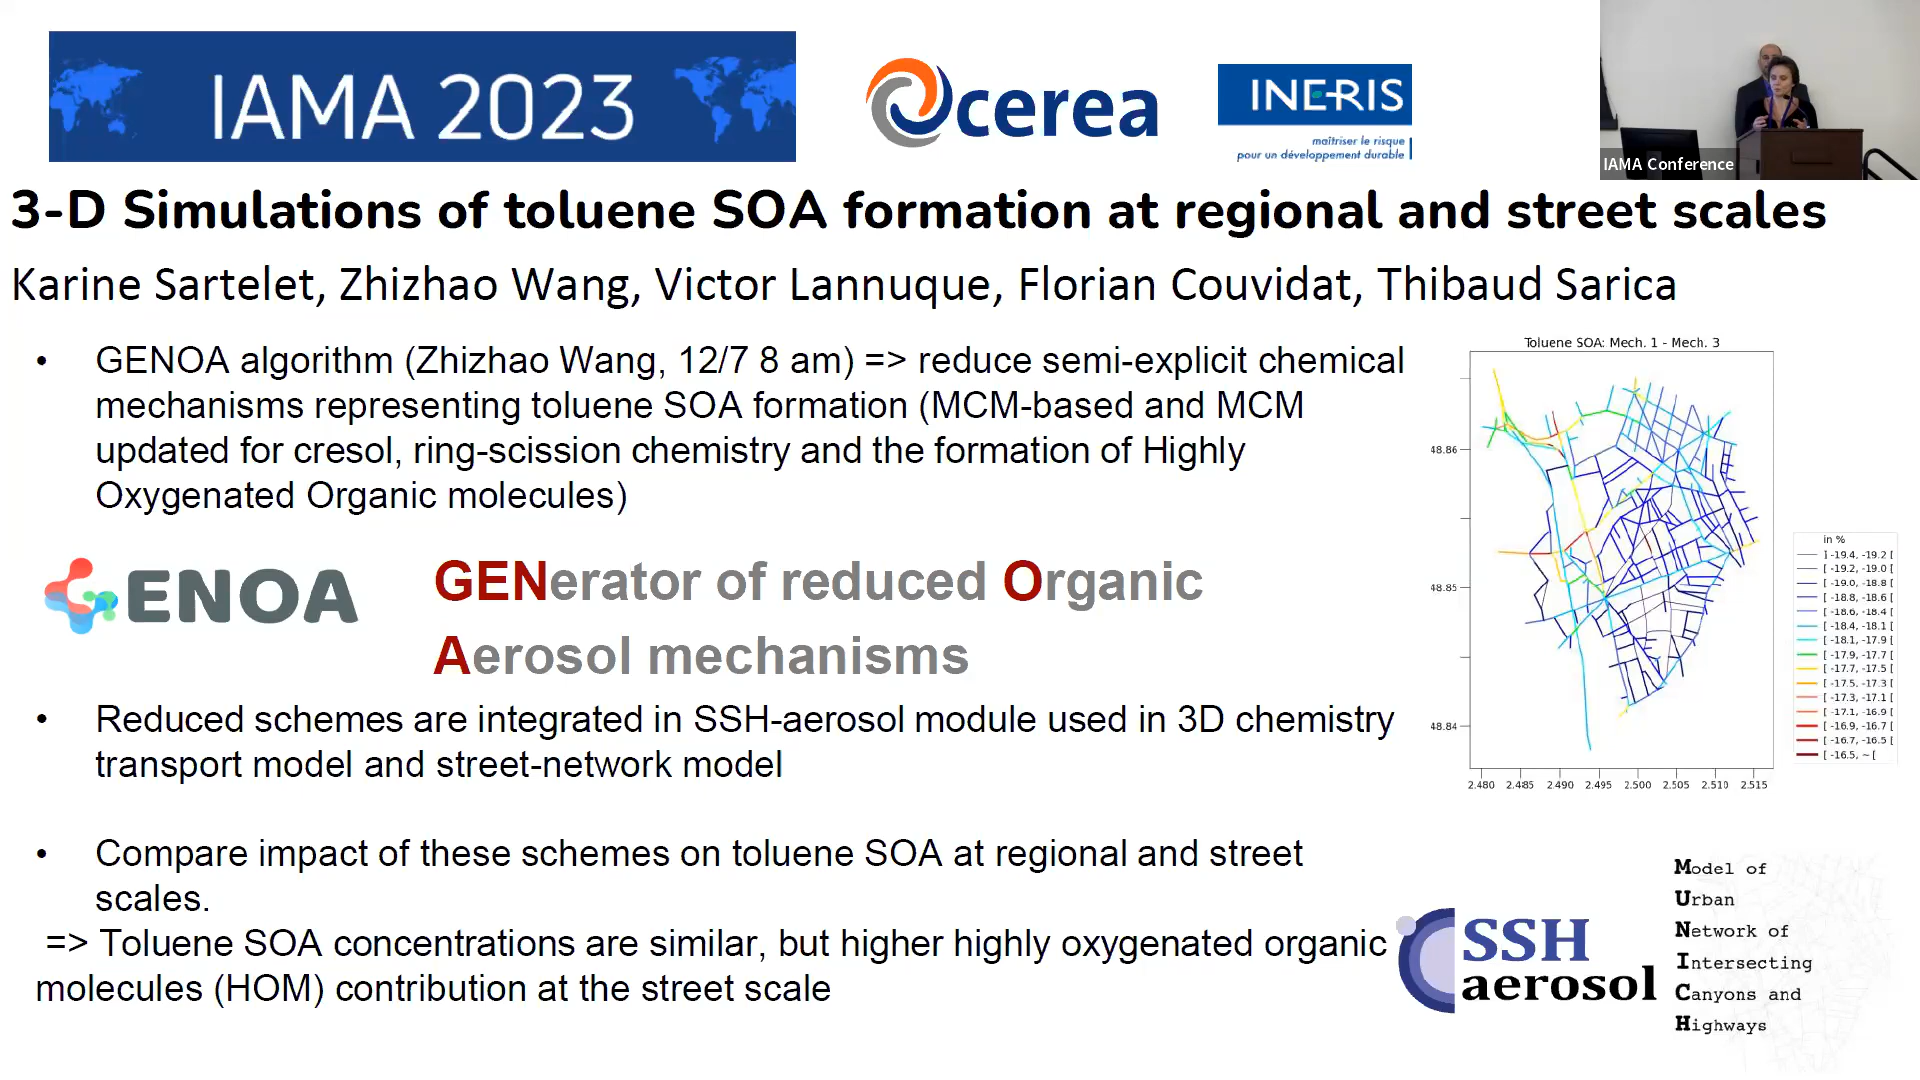 IAMA 2023
cerea
INERIS
maîtriser le risque
pour un développement durable
IAMA Conference
3-D Simulations of toluene SOA formation at regional and street scales
Karine Sartelet, Zhizhao Wang, Victor Lannuque, Florian Couvidat, Thibaud Sarica
• GENOA algorithm (Zhizhao Wang, 12/7 8 am) => reduce semi-explicit chemical
mechanisms representing toluene SOA formation (MCM-based and MCM
updated for cresol, ring-scission chemistry and the formation of Highly
Oxygenated Organic molecules)
GENOA
GENerator of reduced Organic
Aerosol mechanisms
• Reduced schemes are integrated in SSH-aerosol module used in 3D chemistry
transport model and street-network model
• Compare impact of these schemes on toluene SOA at regional and street
scales.
=> Toluene SOA concentrations are similar, but higher highly oxygenated organic
molecules (HOM) contribution at the street scale
Toluene SOA: Mech. 1 - Mech. 3
48.86
48.85
48.84
2.480 2.485 2.490 2.495 2.500 2.505 2.510 2.515
in %
] -19.4, -19.2 [
[ -19.2, -19.0 [
[ -19.0, -18.8 [
[ -18.8, -18.6 [
[ -18.6, -18.4 [
[ -18.4, -18.1 [
[ -18.1, -17.9 [
[ -17.9, -17.7 [
[ -17.7, -17.5 [
[ -17.5, -17.3 [
[ -17.3, -17.1 [
[ -17.1, -16.9 [
[ -16.9, -16.7 [
[ -16.7, -16.5 [
[ -16.5, ~ [
SSH
aerosol
Model of
Urban
Network of
Intersecting
Canyons and
Highways